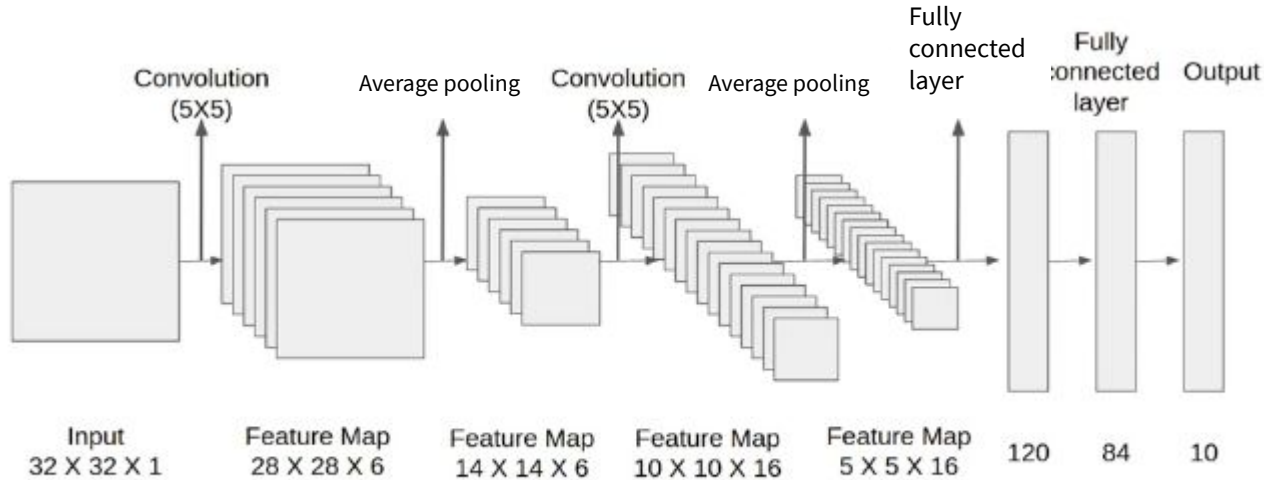 Convolution
(5X5)
Average pooling
Convolution
(5X5)
Average pooling
Fully
connected
layer
Fully
connected
layer
Output
Input
32 X 32 X 1
Feature Map
28 X 28 X 6
Feature Map
14 X 14 X 6
Feature Map
10 X 10 X 16
Feature Map
5 X 5 X 16
120
84
10